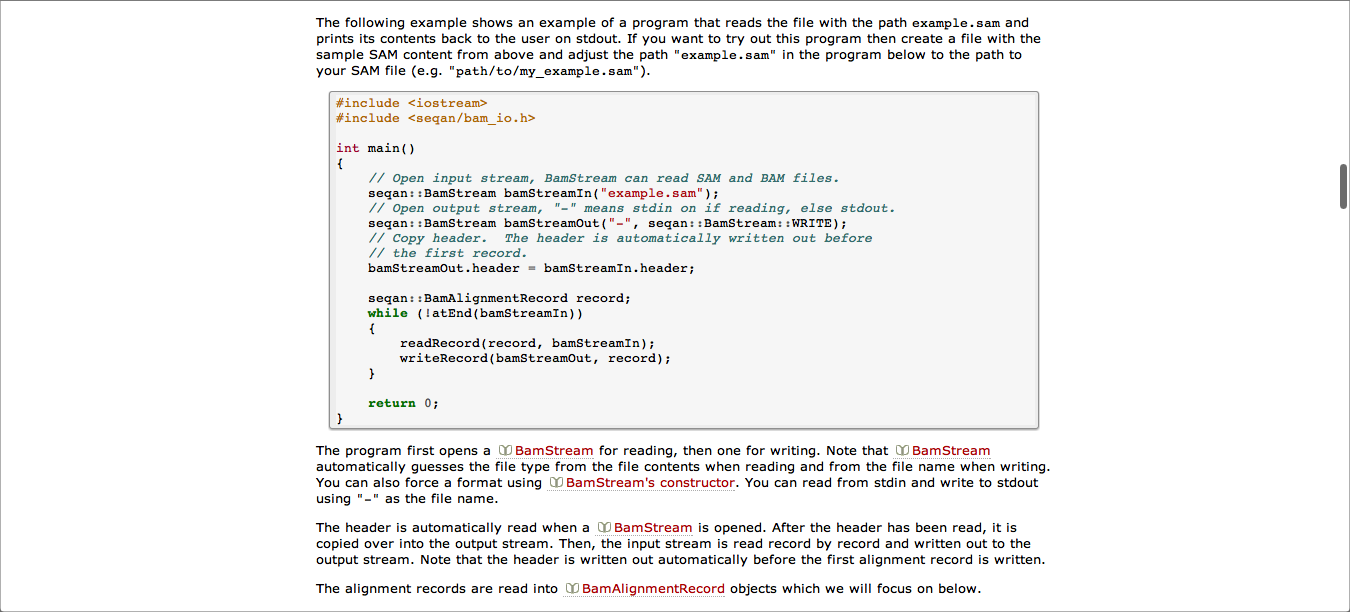 The following example shows an example of a program that reads the file with the path example.sam and
prints its contents back to the user on stdout. If you want to try out this program then create a file with the
sample SAM content from above and adjust the path "example.sam" in the program below to the path to
your SAM file (e.g. "path/to/my_example.sam").
#include <iostream>
#include <seqan/bam_io.h>
int main()
{
// Open input stream, BamStream can read SAM and BAM files.
seqan::BamStream bamStreamIn("example.sam");
// Open output stream, "-" means stdin on if reading, else stdout.
seqan::BamStream bamStreamOut("-", seqan::BamStream::WRITE);
// Copy header.  The header is automatically written out before
// the first record.
bamStreamOut.header = bamStreamIn.header;
seqan::BamAlignmentRecord record;
while (!atEnd(bamStreamIn))
{
readRecord(record, bamStreamIn);
writeRecord(bamStreamOut, record);
}
return 0;
}
The program first opens a BamStream for reading, then one for writing. Note that BamStream
automatically guesses the file type from the file contents when reading and from the file name when writing.
You can also force a format using BamStream's constructor. You can read from stdin and write to stdout
using "-" as the file name.
The header is automatically read when a BamStream is opened. After the header has been read, it is
copied over into the output stream. Then, the input stream is read record by record and written out to the
output stream. Note that the header is written out automatically before the first alignment record is written.
The alignment records are read into BamAlignmentRecord objects which we will focus on below.